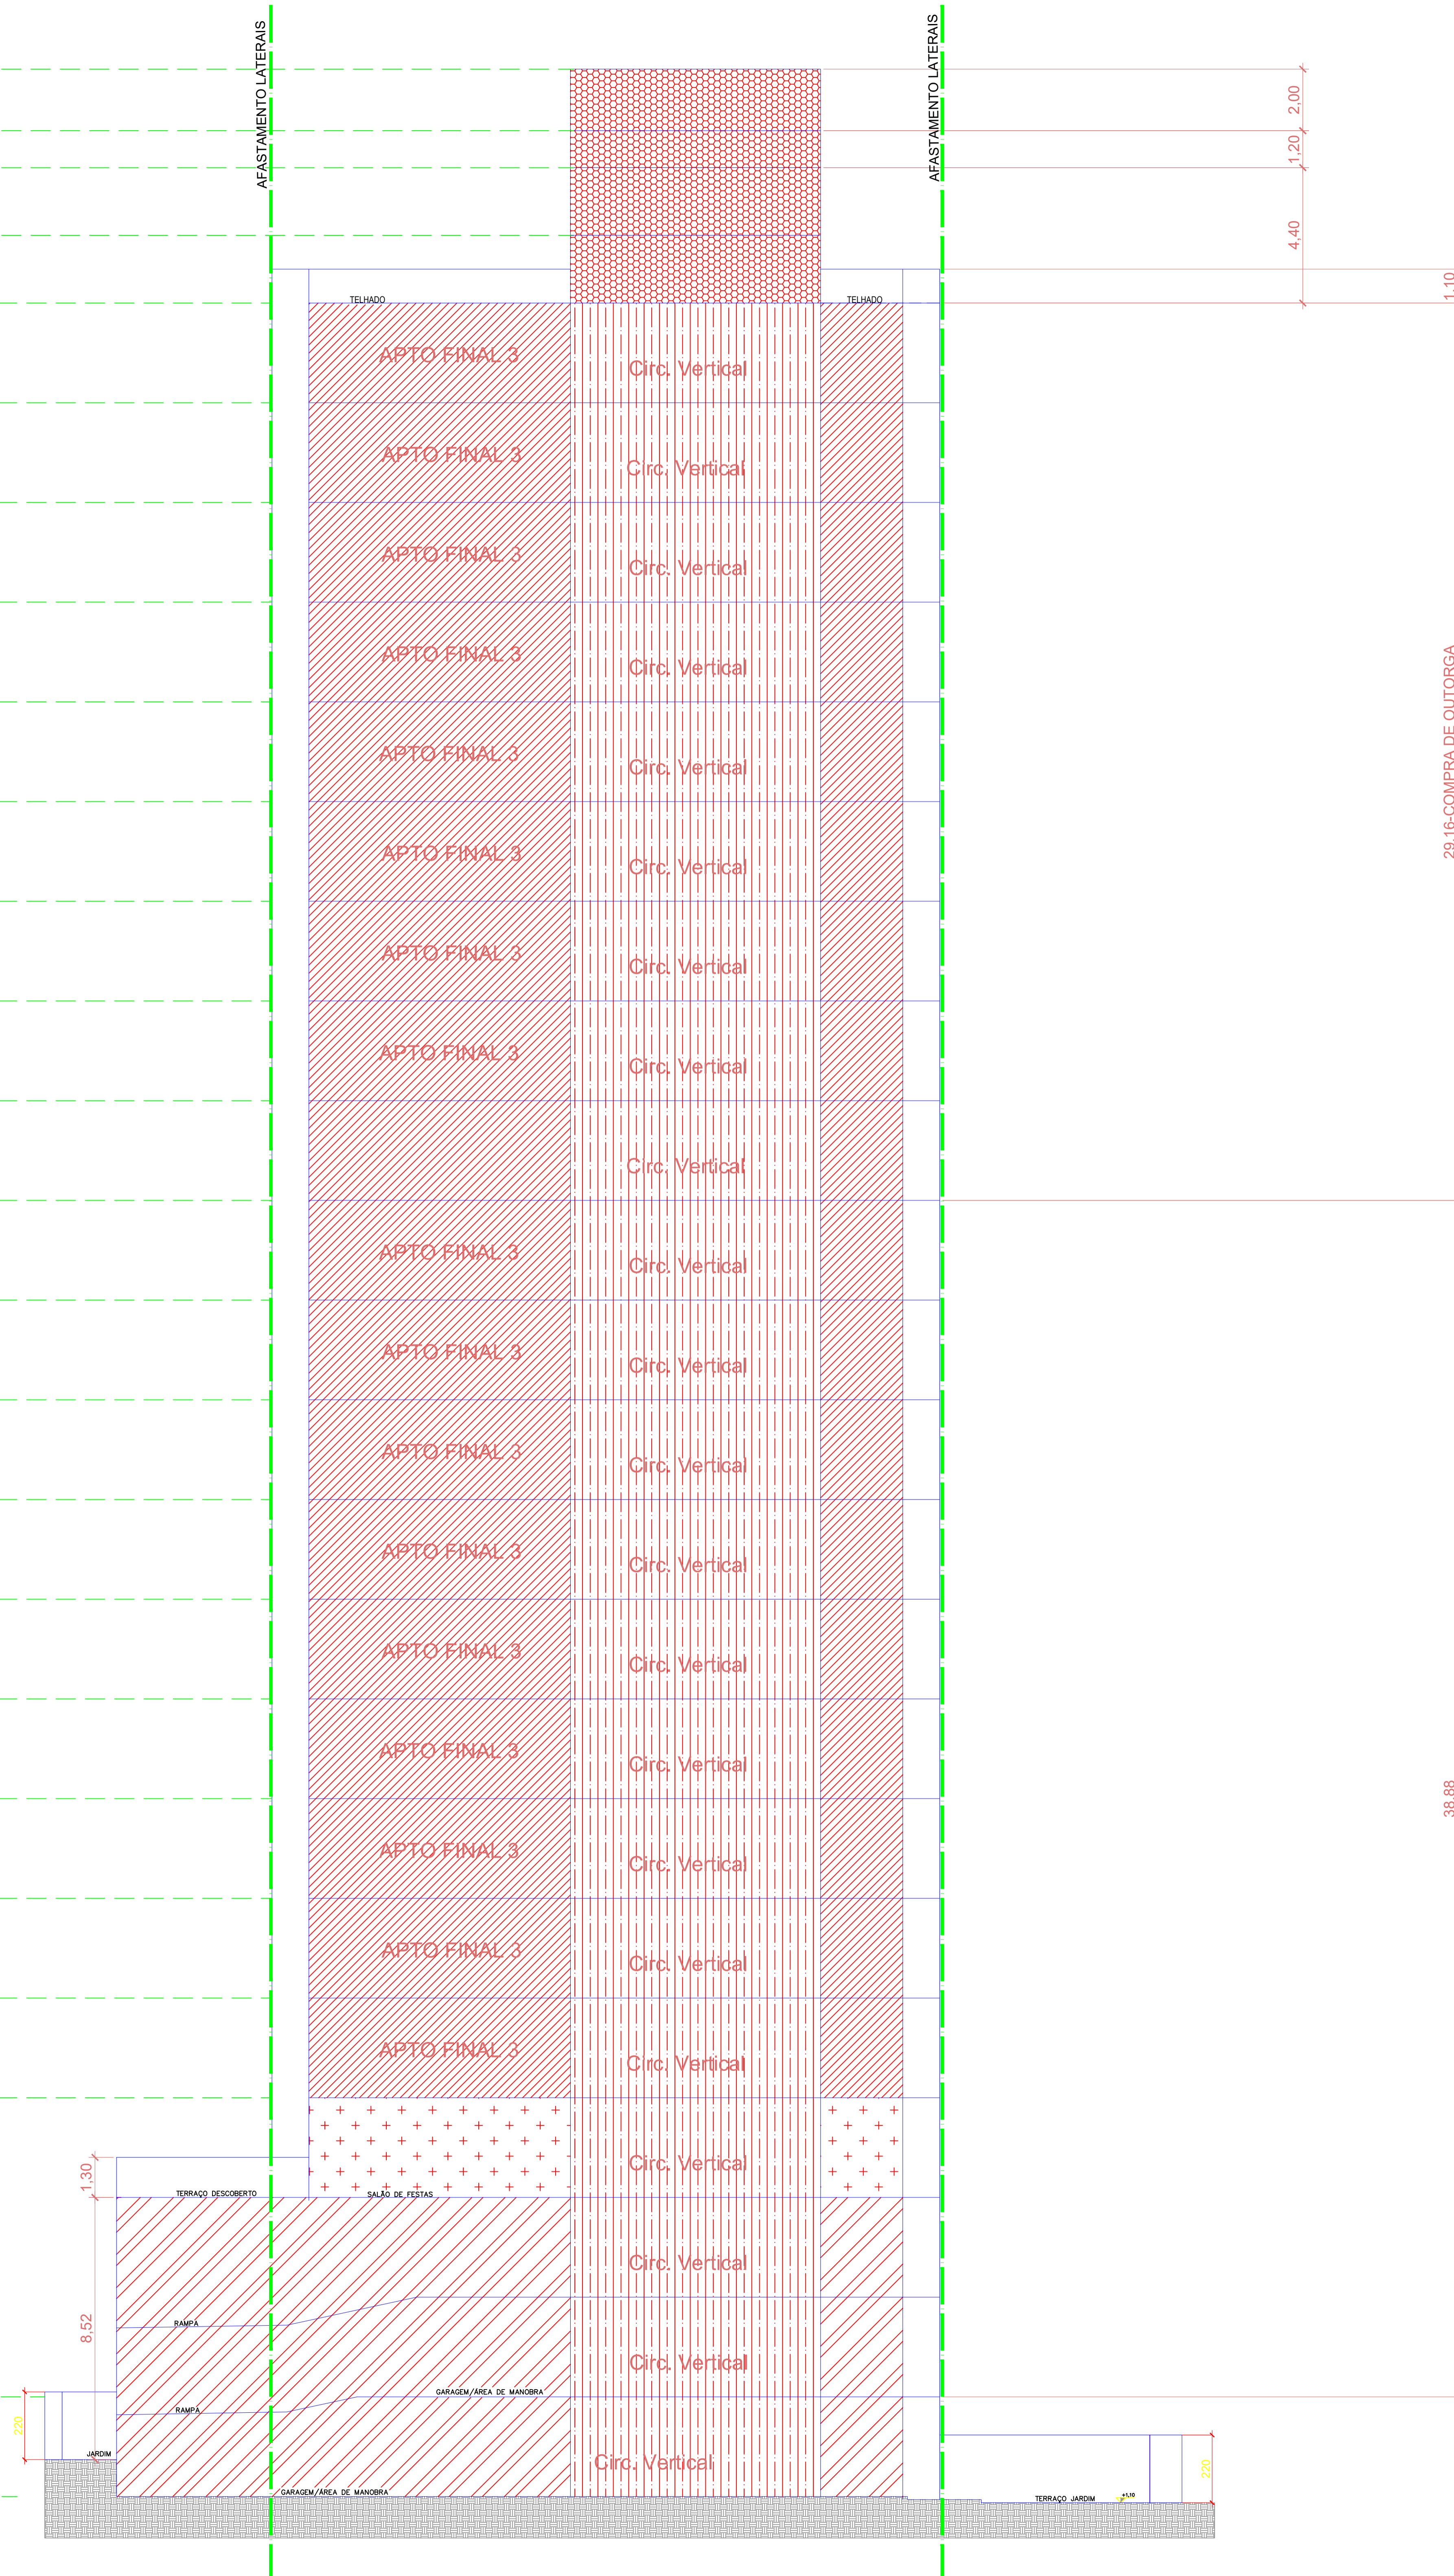 AFASTAMENTO LATERAIS
AFASTAMENTO LATERAIS
2,00
1,20
4,40
1,10
TELHADO
TELHADO
APTO FINAL 3
Circ. Vertical
APTO FINAL 3
Circ. Vertical
APTO FINAL 3
Circ. Vertical
APTO FINAL 3
Circ. Vertical
APTO FINAL 3
Circ. Vertical
29,16-COMPRA DE OUTORGA
APTO FINAL 3
Circ. Vertical
APTO FINAL 3
Circ. Vertical
APTO FINAL 3
Circ. Vertical
Circ. Vertical
APTO FINAL 3
Circ. Vertical
APTO FINAL 3
Circ. Vertical
APTO FINAL 3
Circ. Vertical
APTO FINAL 3
Circ. Vertical
APTO FINAL 3
Circ. Vertical
APTO FINAL 3
Circ. Vertical
38,88
APTO FINAL 3
Circ. Vertical
APTO FINAL 3
Circ. Vertical
APTO FINAL 3
Circ. Vertical
Circ. Vertical
1,30
TERRAÇO DESCOBERTO
SALÃO DE FESTAS
Circ. Vertical
8,52
RAMPA
Circ. Vertical
GARAGEM/ÁREA DE MANOBRA
RAMPA
220
JARDIM
Circ. Vertical
220
GARAGEM/ÁREA DE MANOBRA
TERRAÇO JARDIM
+1,10